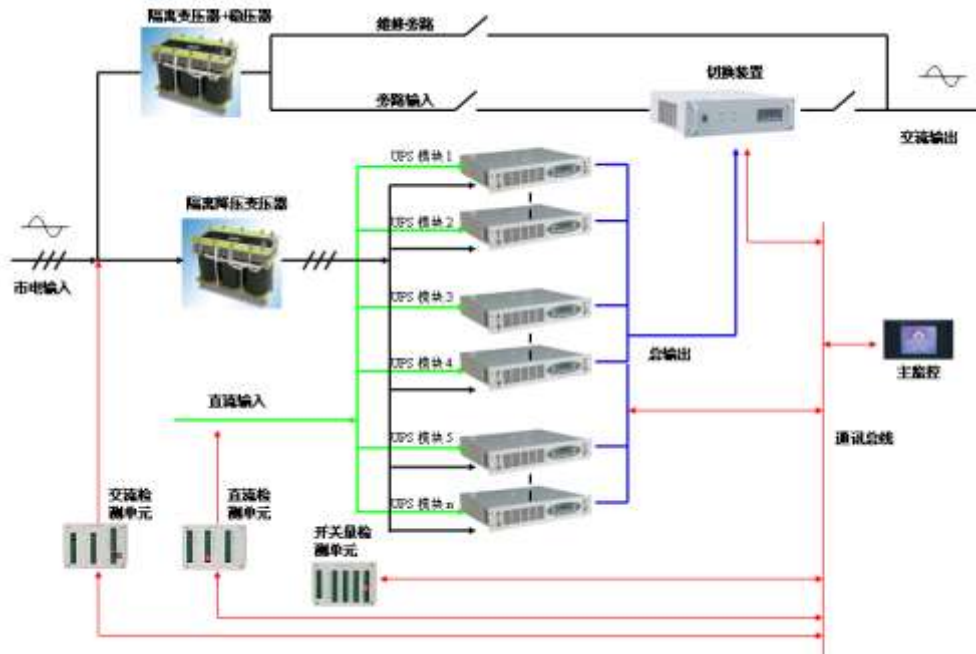 隔离变压器+稳压器
维修旁路
切换装置
旁路输入
交流输出
UPS 模块 1
隔离降压变压器
UPS 模块 2
市电输入
UPS 模块 3
总输出
UPS 模块 4
主监控
直流输入
通讯总线
UPS 模块 5
交流检
测单元
直流检
测单元
UPS 模块 n
开关量检
测单元